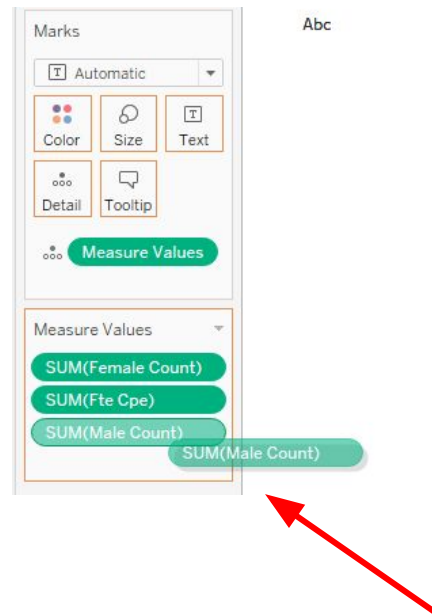 Marks
Abc
T Automatic
T
Color Size Text
Detail Tooltip
Measure Values
Measure Values
SUM(Female Count)
SUM(Fte Cpe)
SUM(Male Count)
SUM(Male Count)